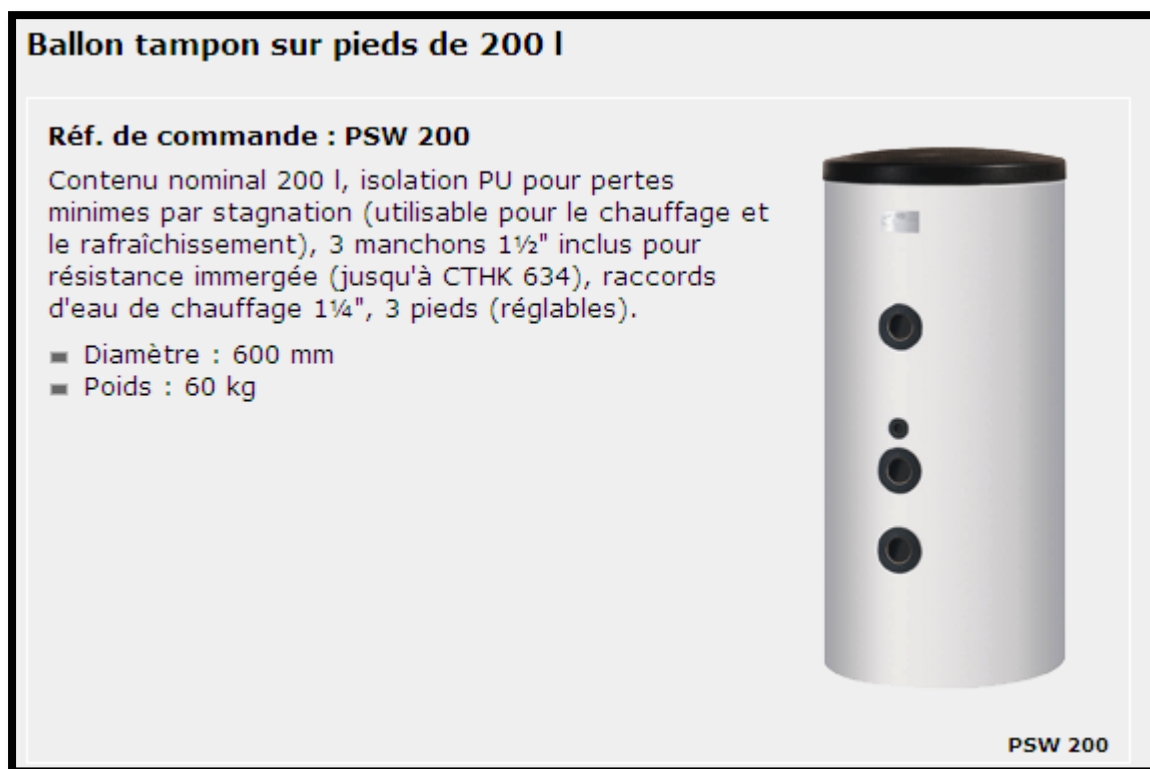 Ballon tampon sur pieds de 200 l
Réf. de commande : PSW 200
Contenu nominal 200 l, isolation PU pour pertes
minimes par stagnation (utilisable pour le chauffage et
le rafraîchissement), 3 manchons 1½" inclus pour
résistance immergée (jusqu'à CTHK 634), raccords
d'eau de chauffage 1¼", 3 pieds (réglables).
Diamètre : 600 mm
Poids : 60 kg
PSW 200